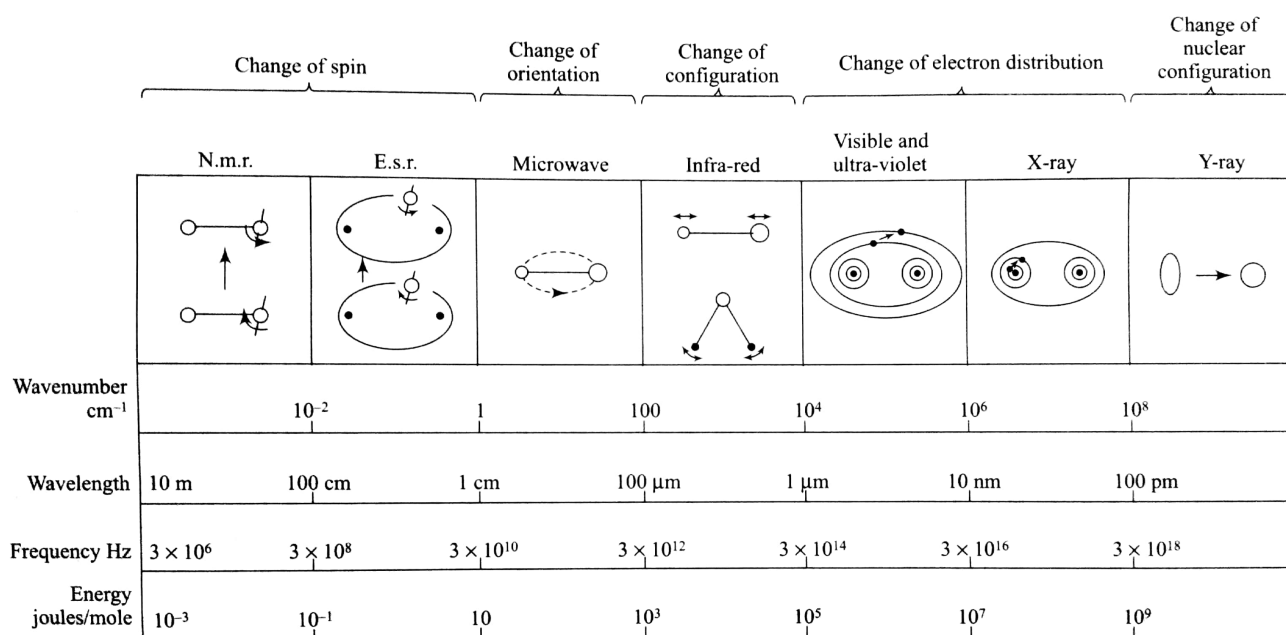 Change of spin
Change of
orientation
Change of
configuration
Change of electron distribution
Change of
nuclear
configuration
N.m.r.
E.s.r.
Microwave
Infra-red
Visible and
ultra-violet
X-ray
Y-ray
Wavenumber
cm⁻¹
10⁻² 1 100 10⁴ 10⁶ 10⁸
Wavelength 10 m 100 cm 1 cm 100 μm 1 μm 10 nm 100 pm
Frequency Hz 3 × 10⁶ 3 × 10⁸ 3 × 10¹⁰ 3 × 10¹² 3 × 10¹⁴ 3 × 10¹⁶ 3 × 10¹⁸
Energy
joules/mole 10⁻³ 10⁻¹ 10 10³ 10⁵ 10⁷ 10⁹